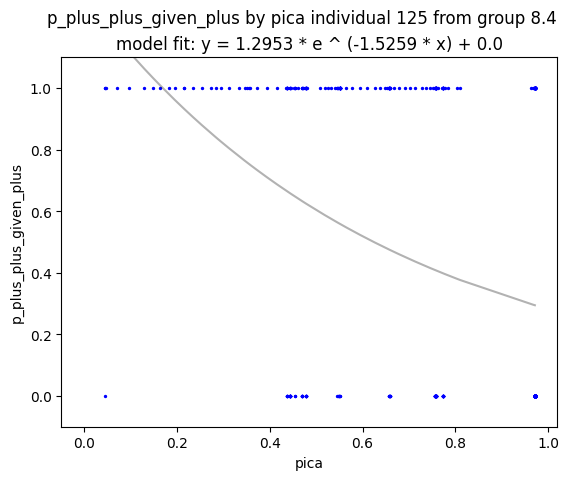 p_plus_plus_given_plus by pica individual 125 from group 8.4
model fit: y = 1.2953 * e ^ (-1.5259 * x) + 0.0
p_plus_plus_given_plus
1.0
0.8
0.6
0.4
0.2
0.0
0.0 0.2 0.4 0.6 0.8 1.0
pica